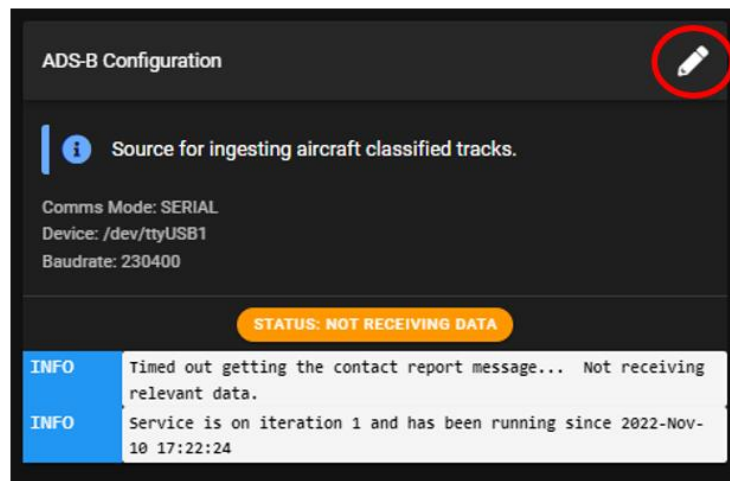 ADS-B Configuration
Source for ingesting aircraft classified tracks.
Comms Mode: SERIAL
Device: /dev/ttyUSB1
Baudrate: 230400
STATUS: NOT RECEIVING DATA
INFO Timed out getting the contact report message... Not receiving
relevant data.
INFO Service is on iteration 1 and has been running since 2022-Nov-
10 17:22:24